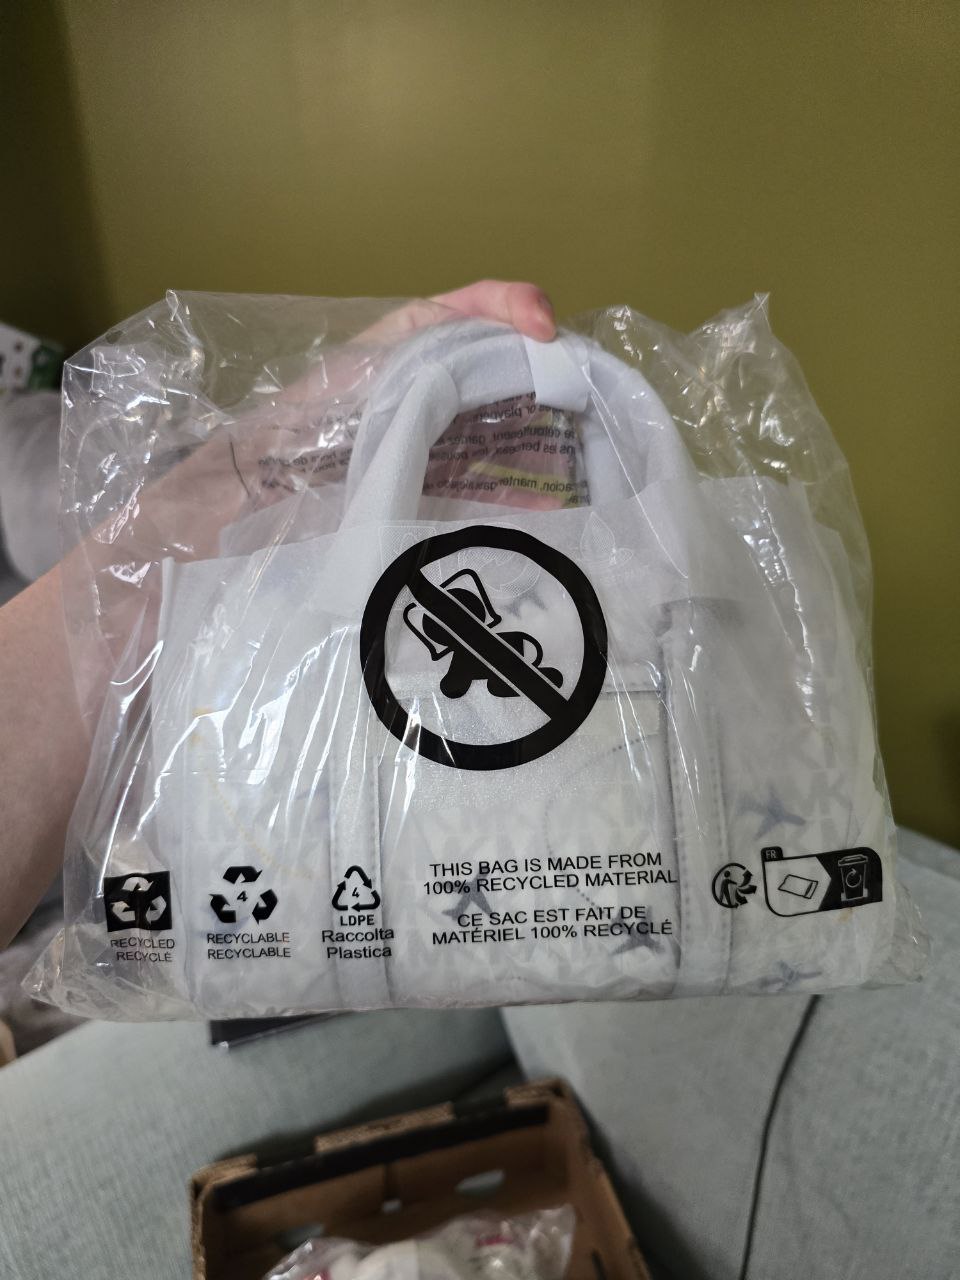 RECYCLED
RECYCLÉ
4
RECYCLABLE
RECYCLABLE
4
LDPE
Raccolta
Plastica
THIS BAG IS MADE FROM
100% RECYCLED MATERIAL
CE SAC EST FAIT DE
MATÉRIEL 100% RECYCLÉ
FR